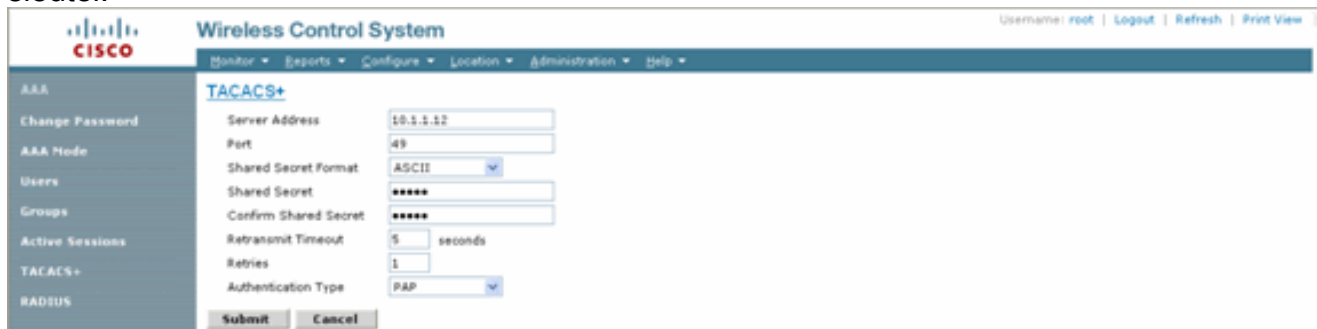 Username: root | Logout | Refresh | Print View
CISCO
Wireless Control System
Monitor Reports Configure Location Administration Help
AAA
Change Password
AAA Mode
Users
Groups
Active Sessions
TACACS+
RADIUS
TACACS+
Server Address 10.1.1.12
Port 49
Shared Secret Format ASCII
Shared Secret •••••
Confirm Shared Secret •••••
Retransmit Timeout 5 seconds
Retries 1
Authentication Type PAP
Submit Cancel